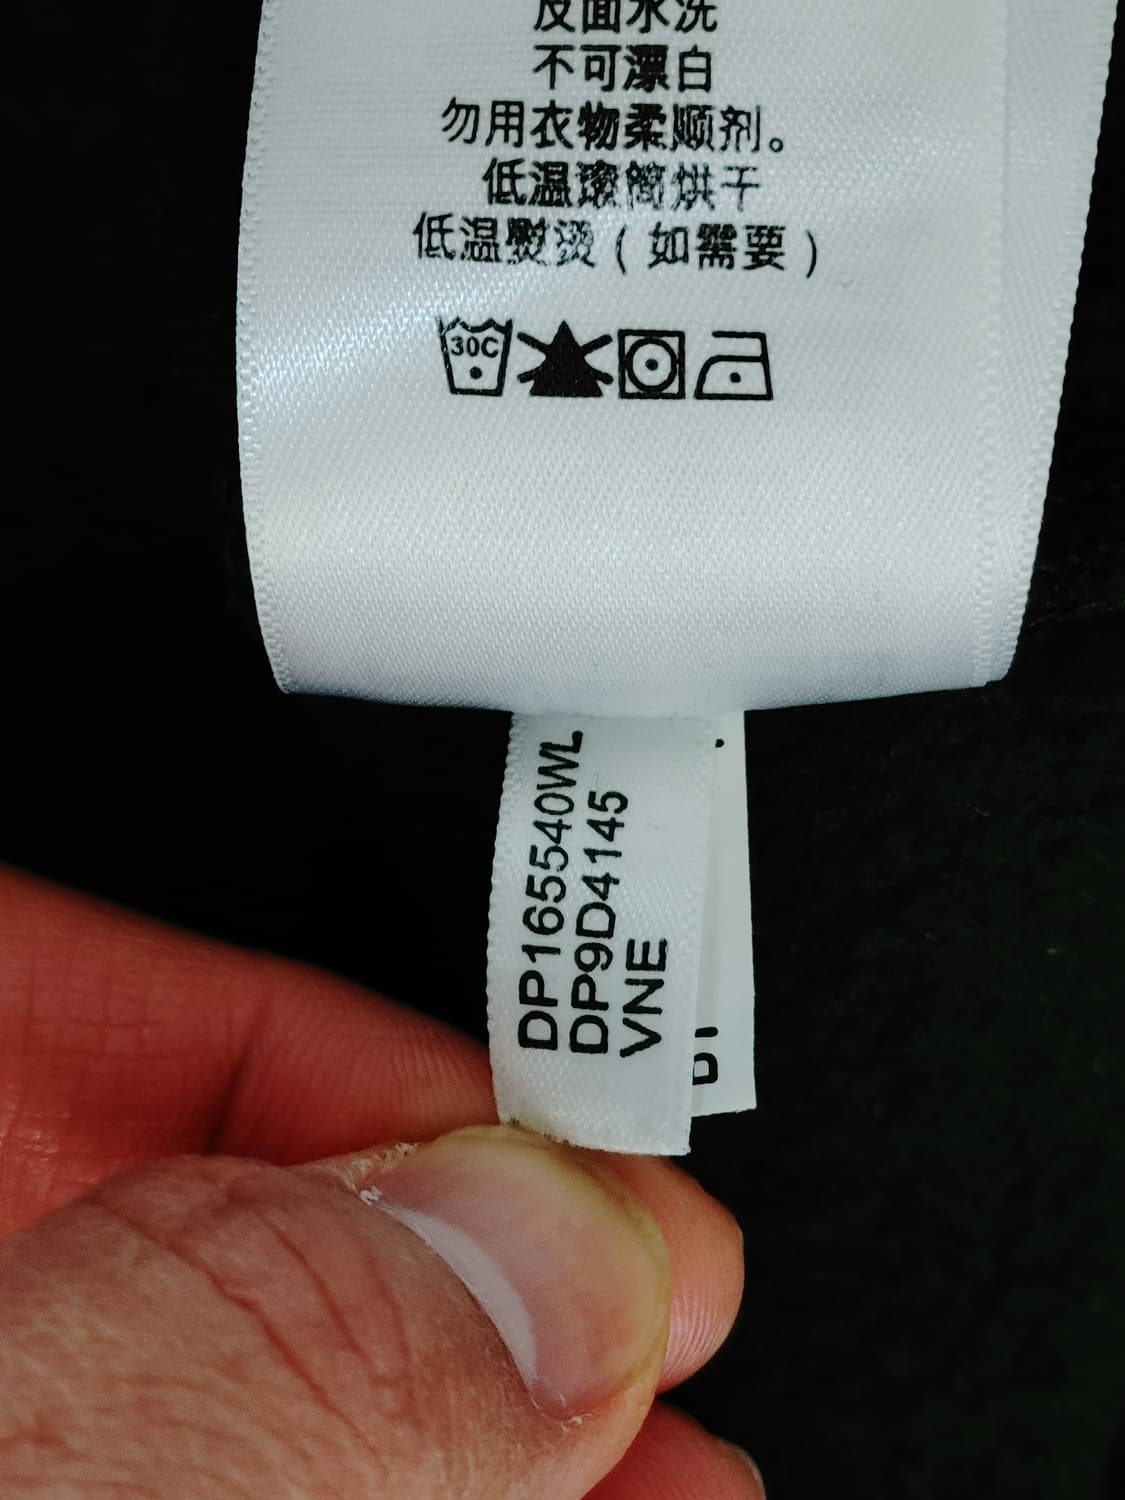 反面水洗
不可漂白
勿用衣物柔顺剂。
低温滚筒烘干
低温熨烫(如需要)
30C
DP165540WL
DP9D4145
VNE